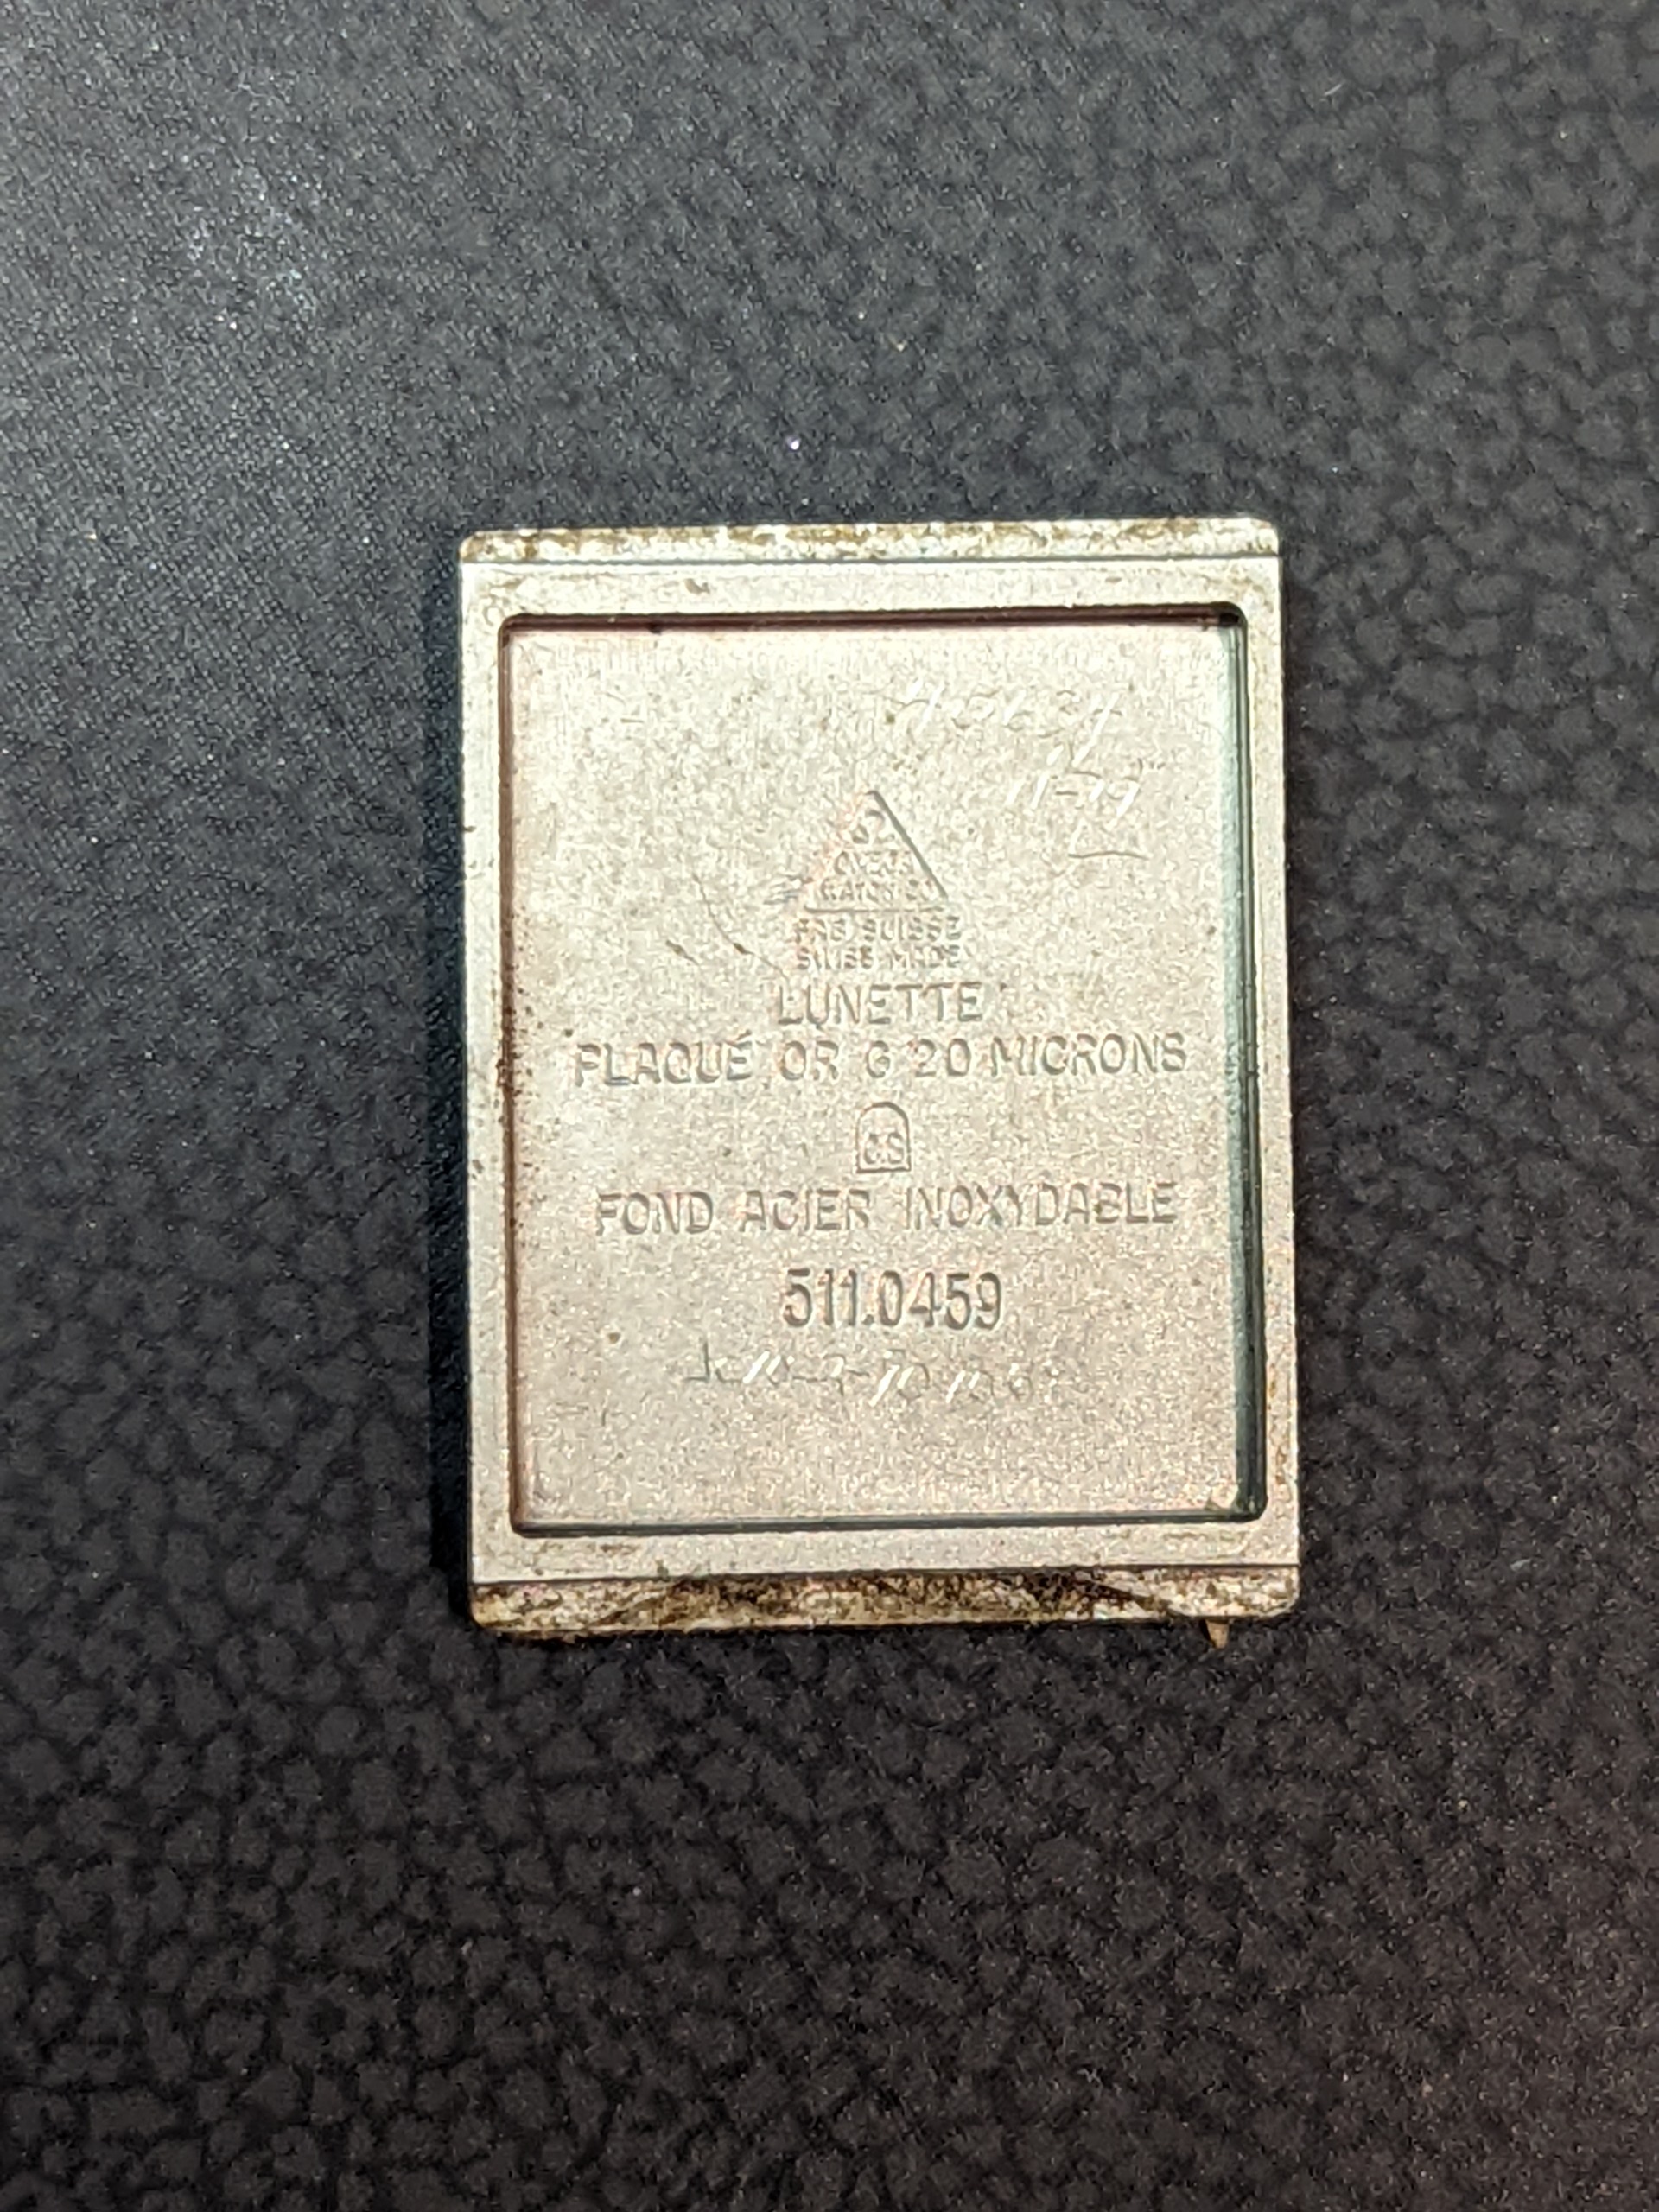 Ω
OMEGA
WATCH CO
FAB SUISSE
SWISS MADE
LUNETTE
PLAQUÉ OR G 20 MICRONS
FOND ACIER INOXYDABLE
511.0459